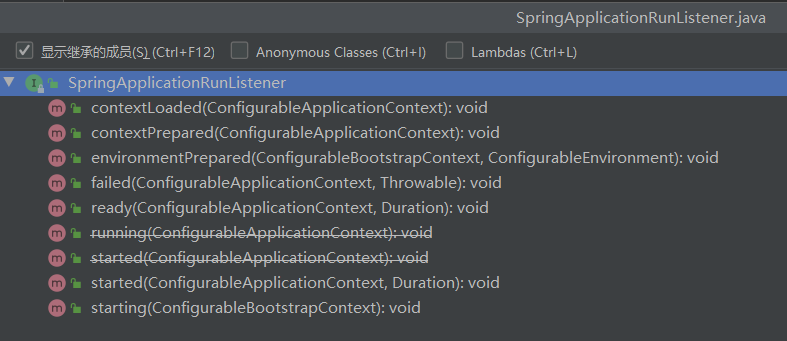 SpringApplicationRunListener.java
显示继承的成员(S) (Ctrl+F12) Anonymous Classes (Ctrl+I) Lambdas (Ctrl+L)
I SpringApplicationRunListener
m contextLoaded(ConfigurableApplicationContext): void
m contextPrepared(ConfigurableApplicationContext): void
m environmentPrepared(ConfigurableBootstrapContext, ConfigurableEnvironment): void
m failed(ConfigurableApplicationContext, Throwable): void
m ready(ConfigurableApplicationContext, Duration): void
m running(ConfigurableApplicationContext): void
m started(ConfigurableApplicationContext): void
m started(ConfigurableApplicationContext, Duration): void
m starting(ConfigurableBootstrapContext): void